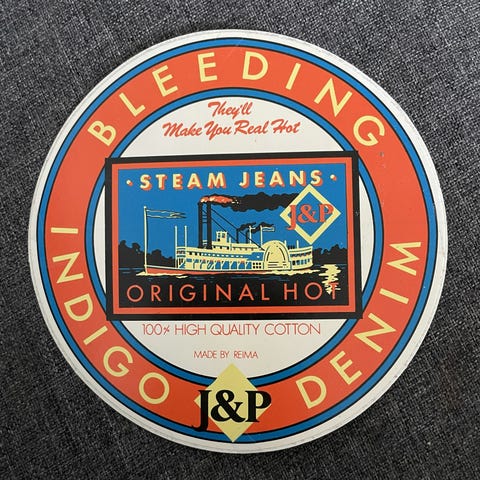 BLEEDING
They'll
Make You Real Hot
· STEAM JEANS ·
J&P
ORIGINAL HOT
100% HIGH QUALITY COTTON
MADE BY REIMA
INDIGO
DENIM
J&P